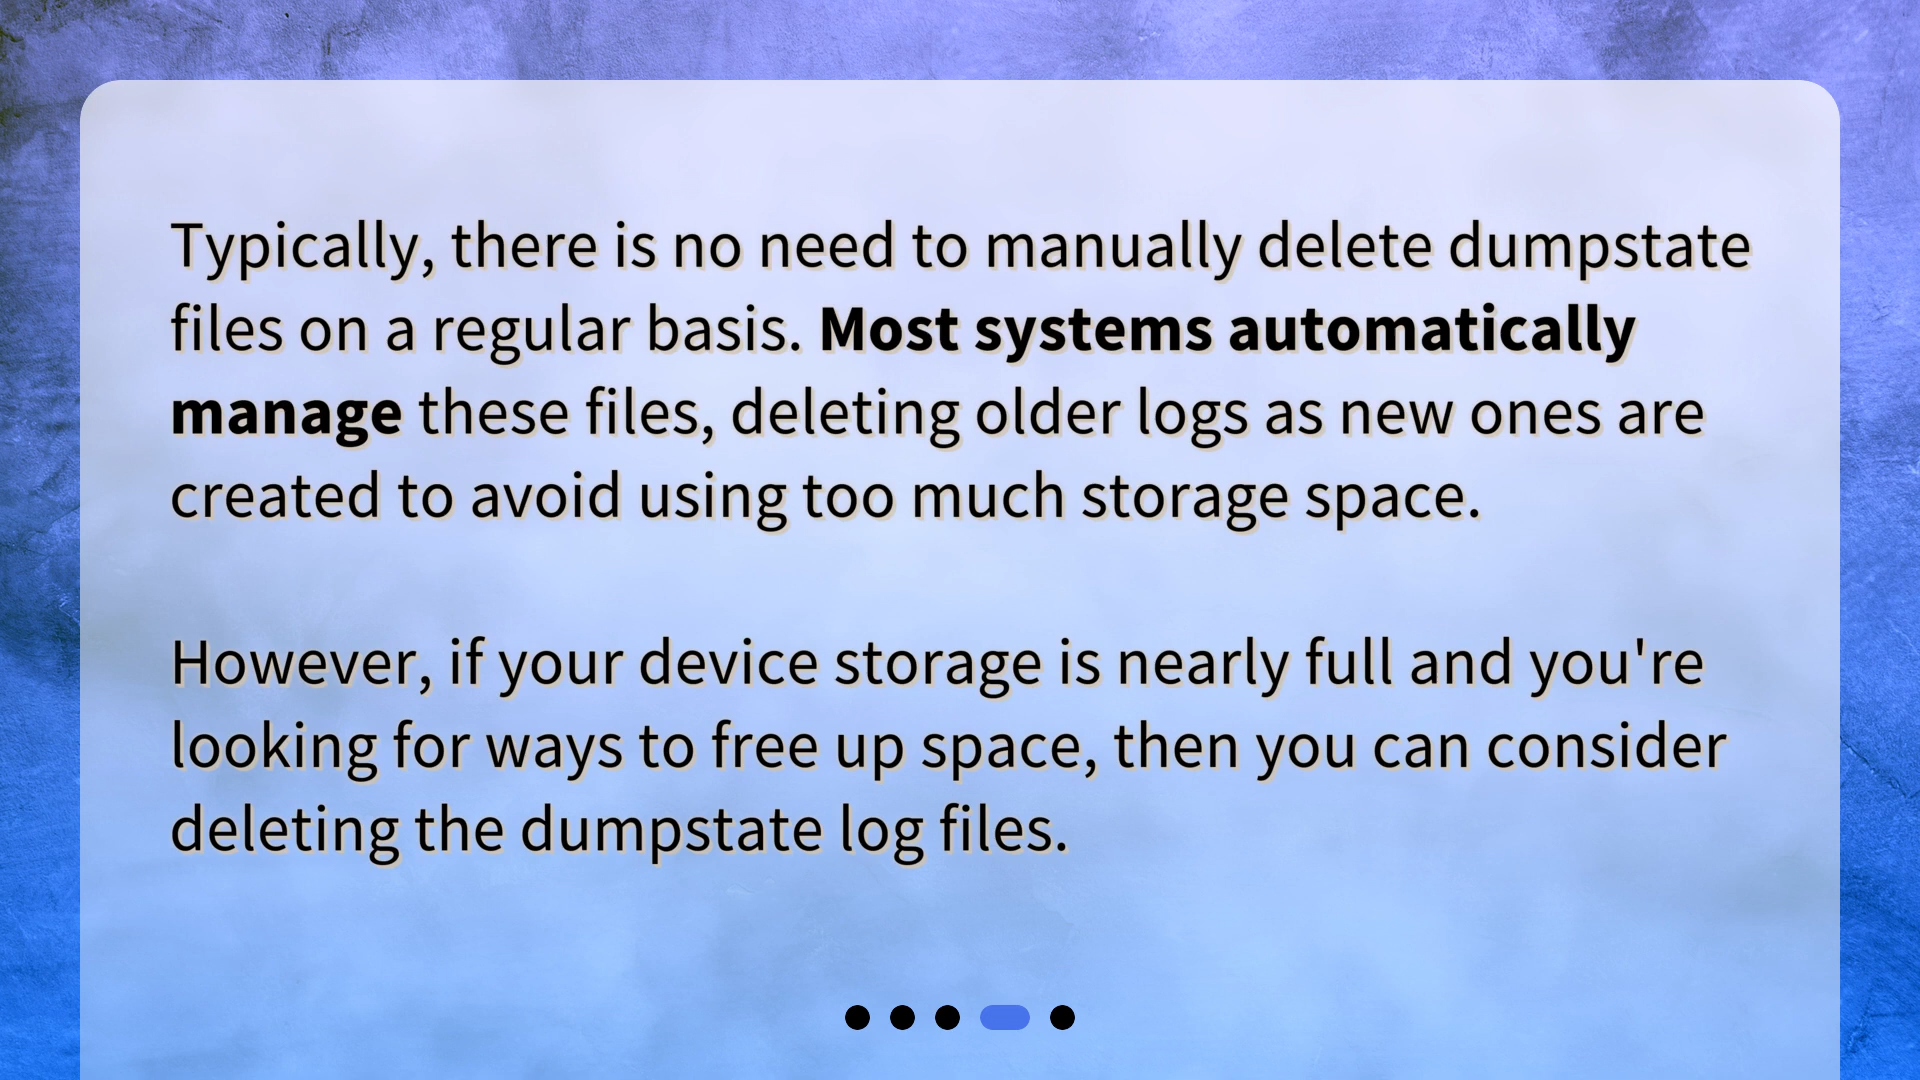 Typically, there is no need to manually delete dumpstate
files on a regular basis. Most systems automatically
manage these files, deleting older logs as new ones are
created to avoid using too much storage space.
However, if your device storage is nearly full and you're
looking for ways to free up space, then you can consider
deleting the dumpstate log files.